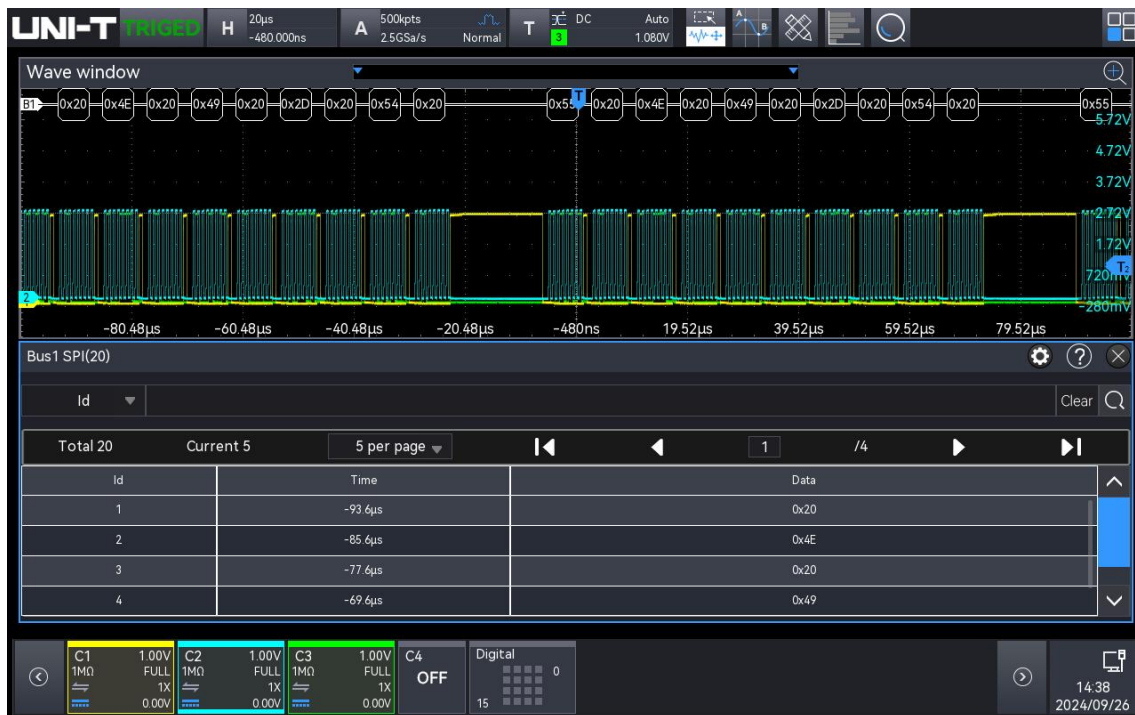 UNI-T TRIGED H 20μs -480.000ns A 500kpts 2.5GSa/s Normal T DC 3 Auto 1.080V
Wave window
B1 0x20 0x4E 0x20 0x49 0x20 0x2D 0x20 0x54 0x20 0x55 0x20 0x4E 0x20 0x49 0x20 0x2D 0x20 0x54 0x20 0x55
T
5.72V
4.72V
3.72V
2.72V
1.72V
720mV
T2
2
-280mV
-80.48μs -60.48μs -40.48μs -20.48μs -480ns 19.52μs 39.52μs 59.52μs 79.52μs
Bus1 SPI(20)
Id Clear
Total 20 Current 5 5 per page 1 /4
Id Time Data
1 -93.6μs 0x20
2 -85.6μs 0x4E
3 -77.6μs 0x20
4 -69.6μs 0x49
C1 1.00V C2 1.00V C3 1.00V C4 Digital
1MΩ FULL 1MΩ FULL 1MΩ FULL OFF 0
1X 1X 1X
0.00V 0.00V 0.00V 15
14:38
2024/09/26